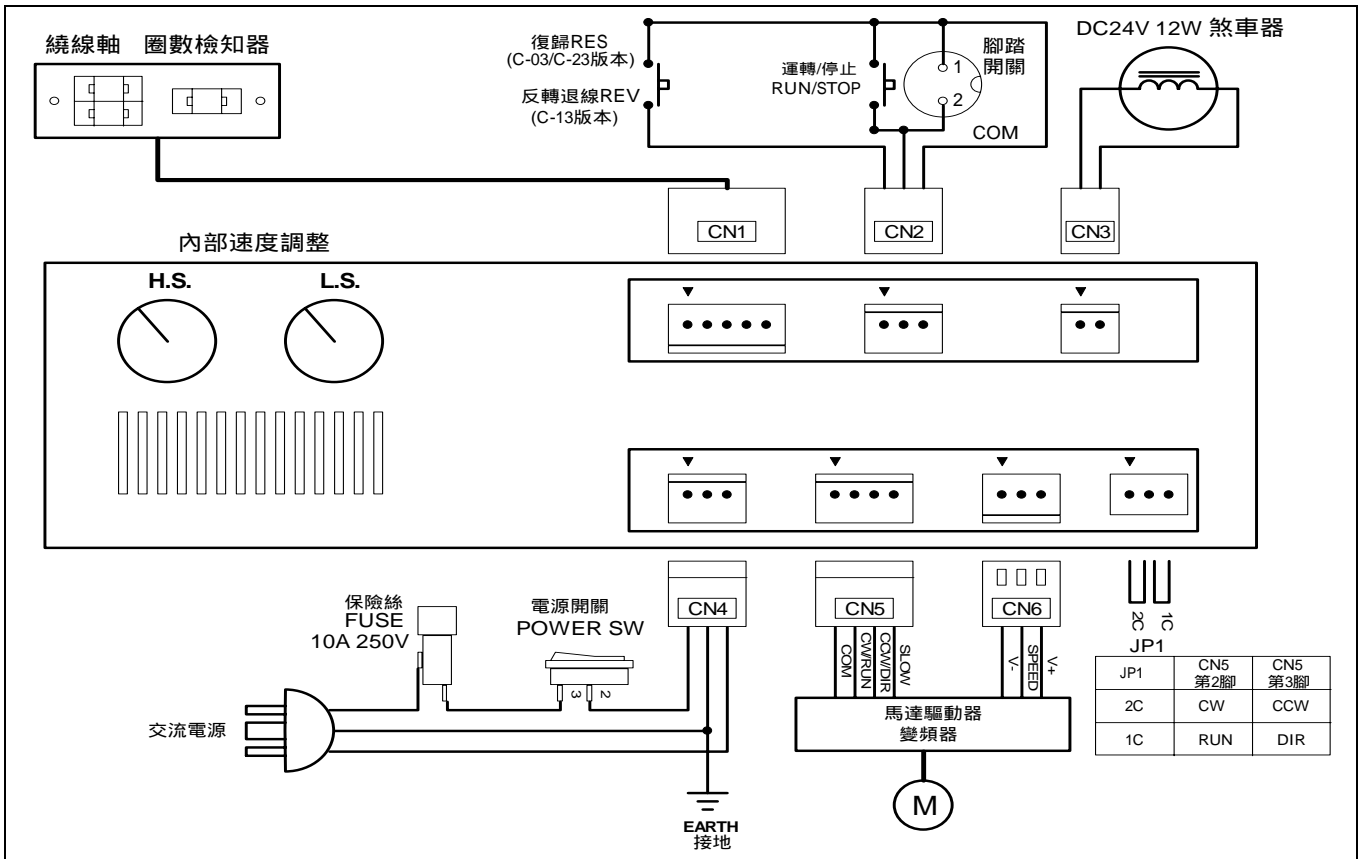 繞線軸 圈數檢知器
復歸RES
(C-03/C-23版本)
反轉退線REV
(C-13版本)
運轉/停止
RUN/STOP
腳踏
開關
1
2
COM
DC24V 12W 煞車器
CN1
CN2
CN3
內部速度調整
H.S.
L.S.
保險絲
FUSE
10A 250V
電源開關
POWER SW
3
2
交流電源
EARTH
接地
CN4
CN5
CN6
COM
CW/RUN
CCW/DIR
SLOW
V-
SPEED
V+
馬達驅動器
變頻器
M
2C
1C
JP1
JP1
CN5
第2腳
CN5
第3腳
2C
CW
CCW
1C
RUN
DIR